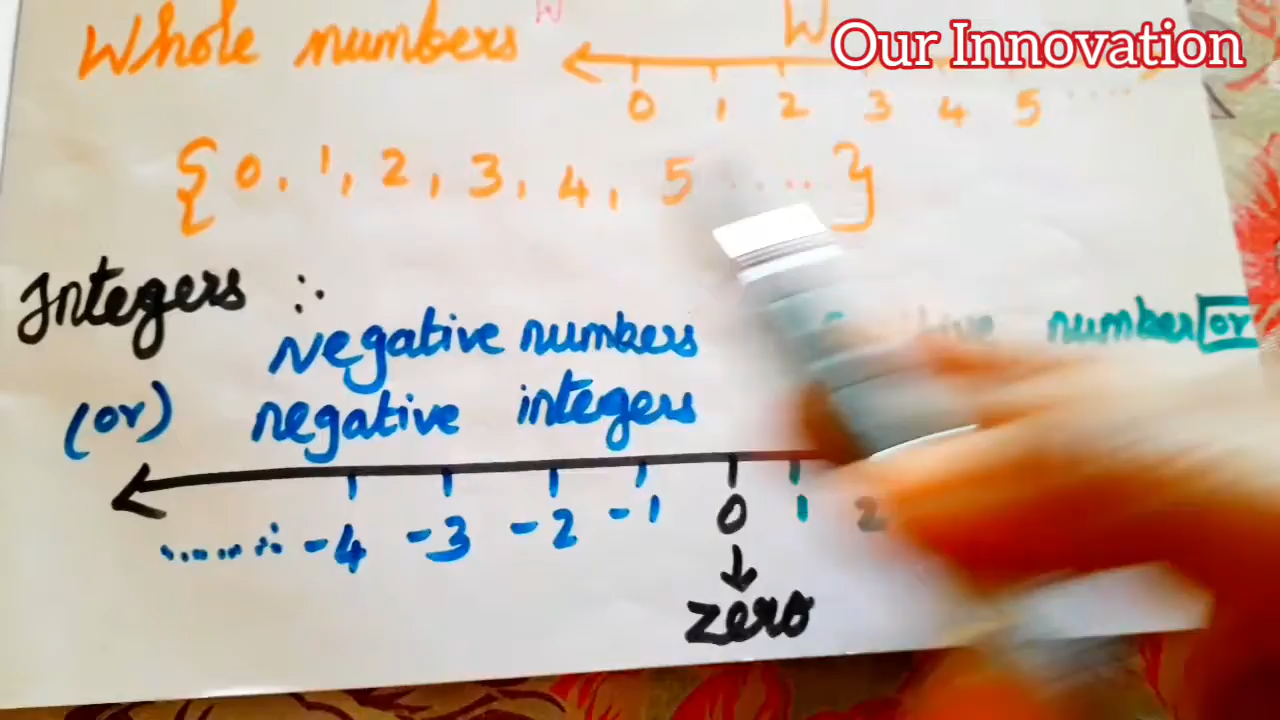 Whole numbers
W
W
Our Innovation
0 1 2 3 4 5 ....
{0, 1, 2, 3, 4, 5 .... }
Integers :
Negative numbers
number or
(or) negative integers
........ -4 -3 -2 -1 0 1 2
zero